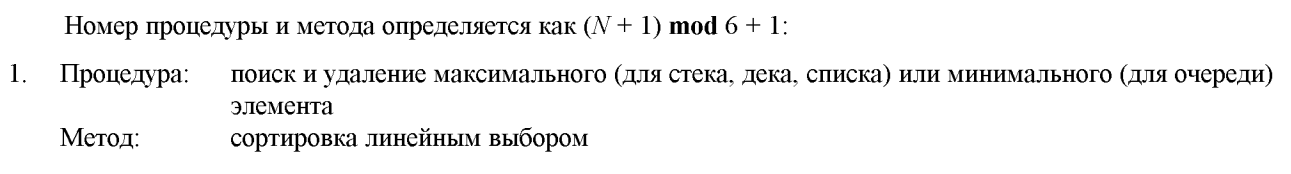 Номер процедуры и метода определяется как (N + 1) mod 6 + 1:
1. Процедура: поиск и удаление максимального (для стека, дека, списка) или минимального (для очереди)
элемента
Метод: сортировка линейным выбором